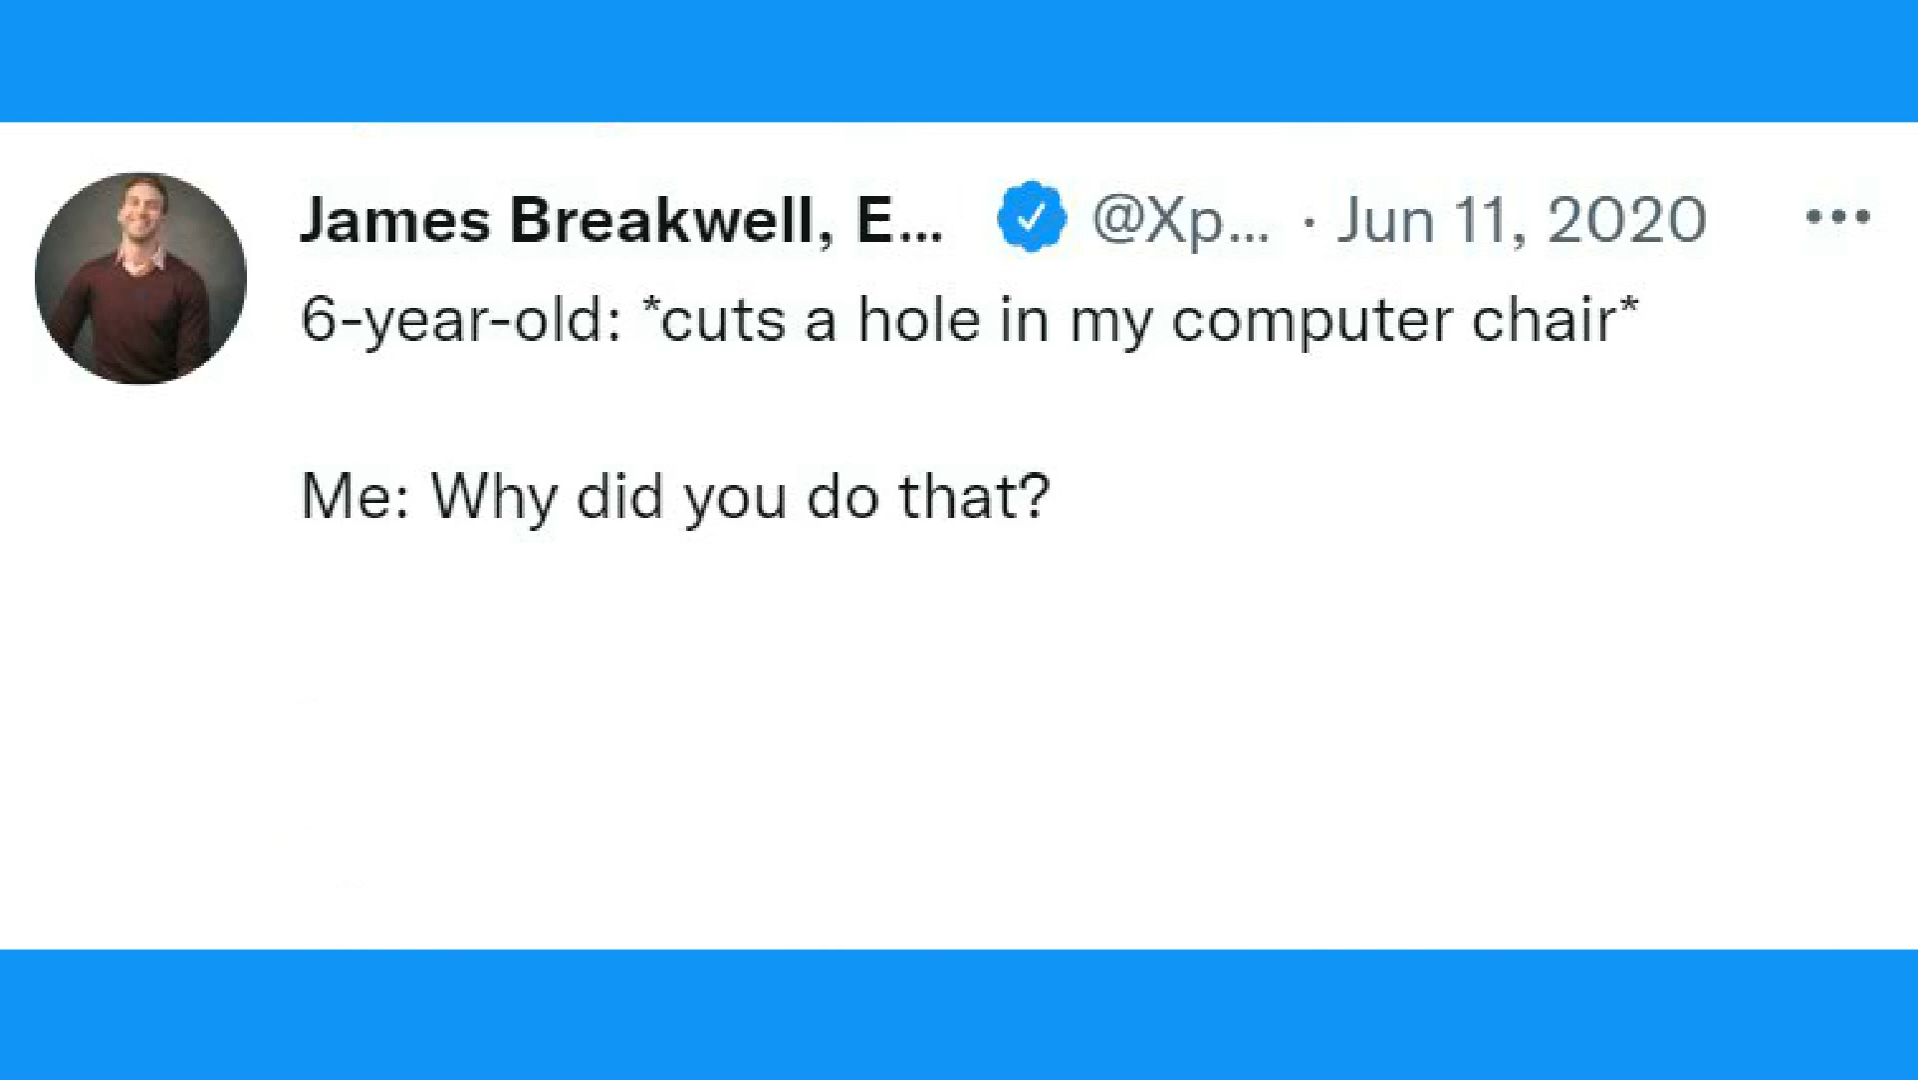 James Breakwell, E... @Xp... · Jun 11, 2020
6-year-old: *cuts a hole in my computer chair*
Me: Why did you do that?